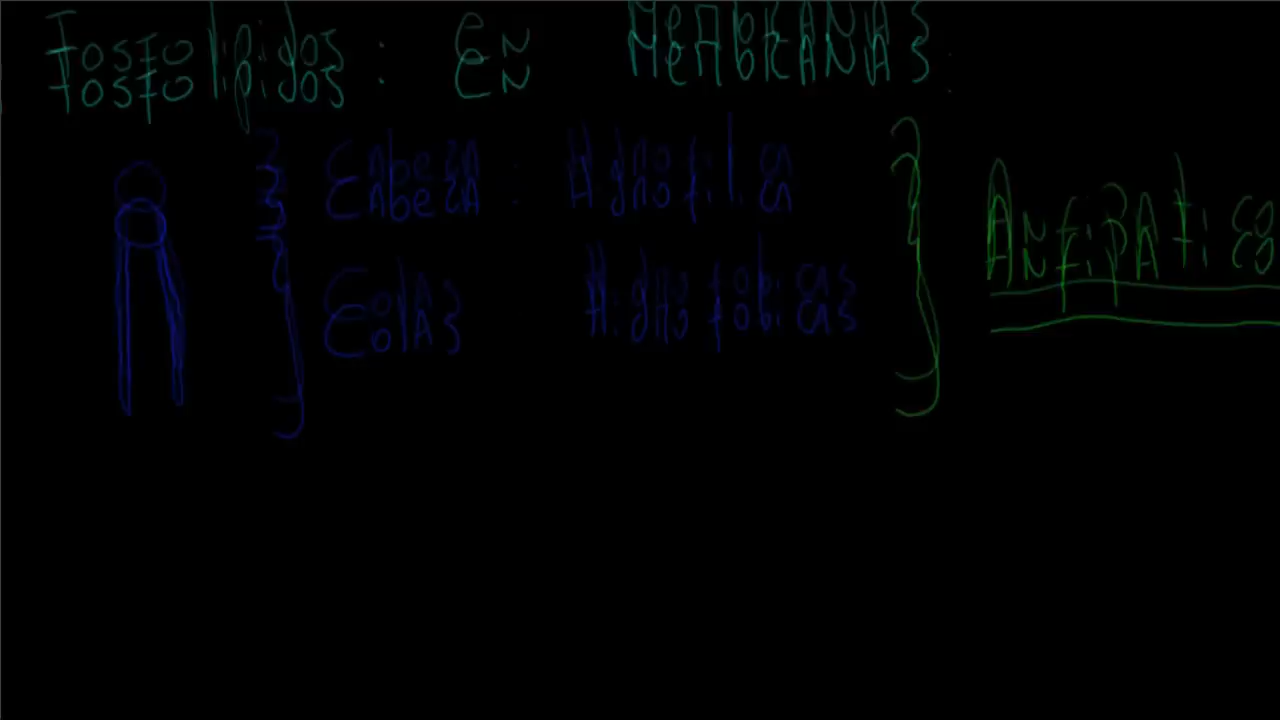 Fosfolipidos: En MeMbRANAS.
CAbezA: Hidrofilica
ColAS Hidrofobicas
AnfipAtico